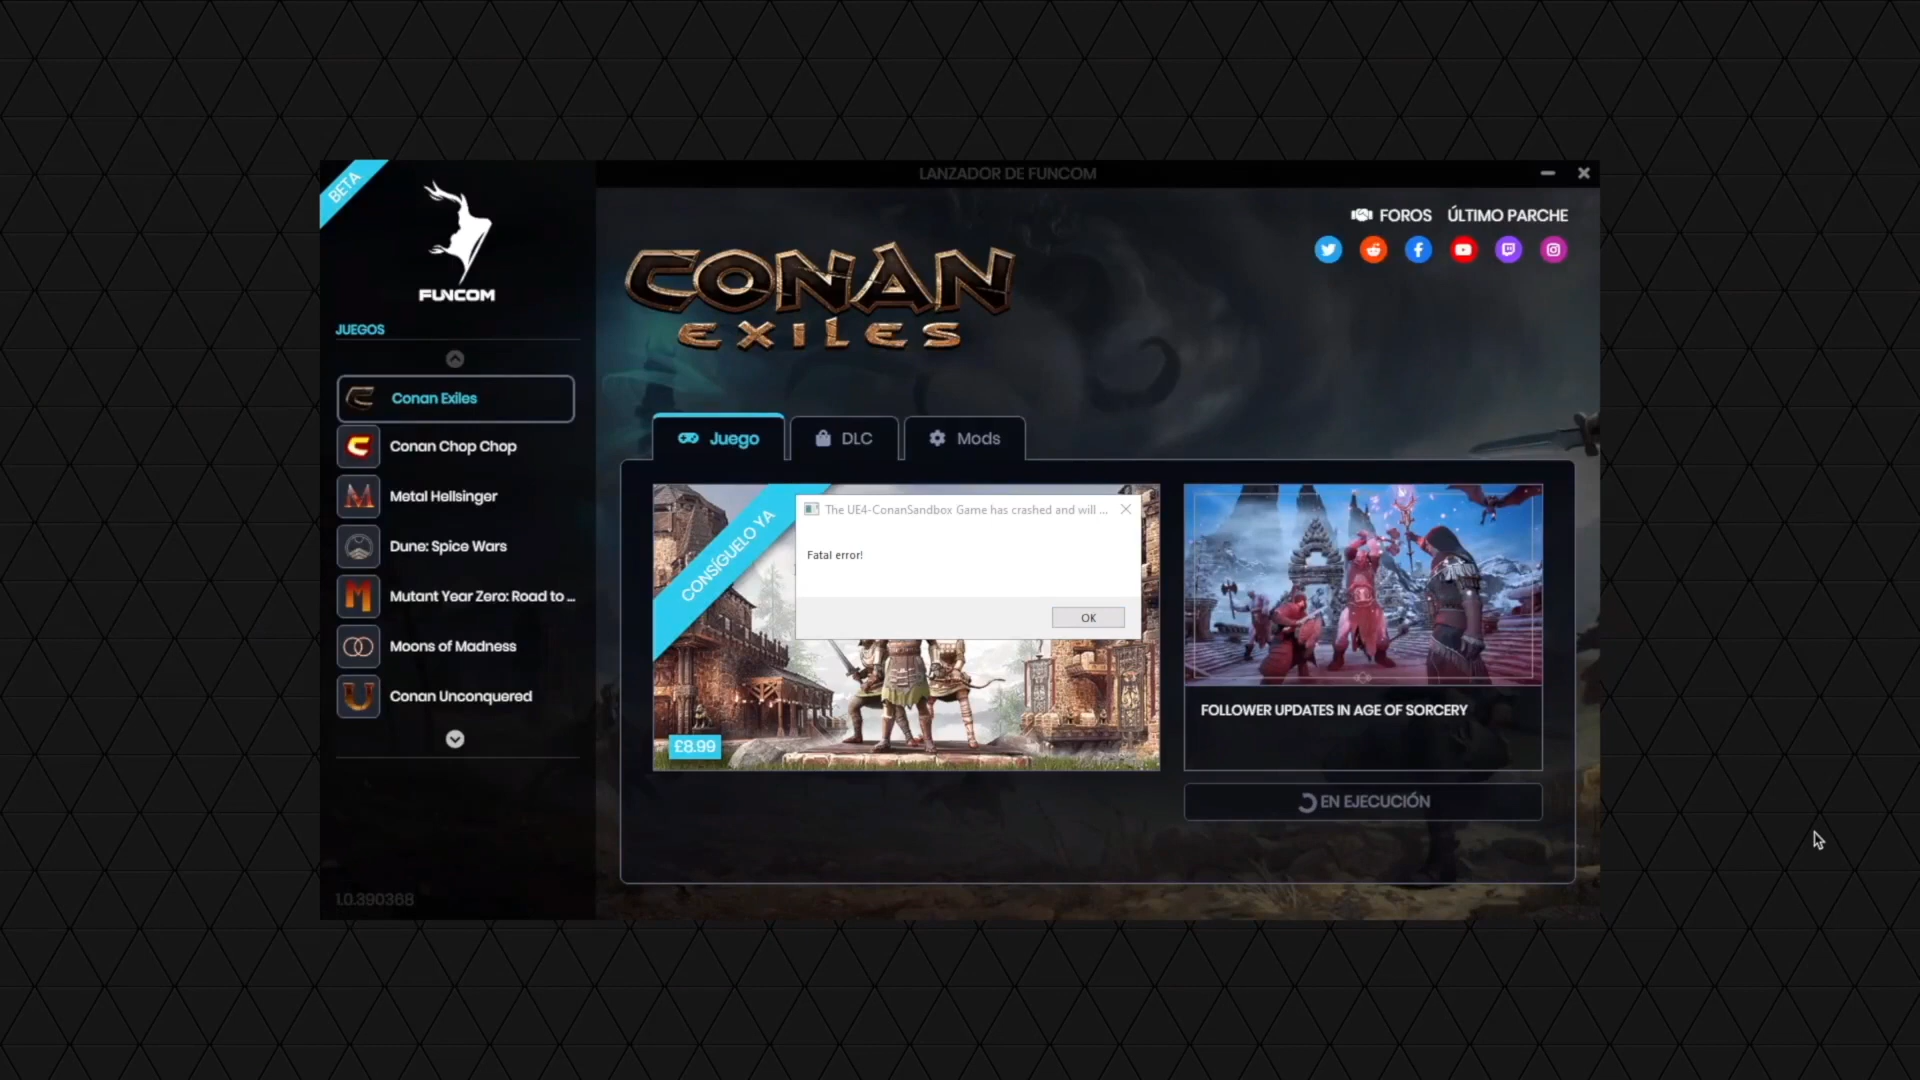 BETA
LANZADOR DE FUNCOM
FOROS ÚLTIMO PARCHE
FUNCOM
CONAN
EXILES
JUEGOS
Conan Exiles
Conan Chop Chop
Metal Hellsinger
Dune: Spice Wars
Mutant Year Zero: Road to ...
Moons of Madness
Conan Unconquered
1.0.390368
Juego
DLC
Mods
CONSÍGUELO YA
The UE4-ConanSandbox Game has crashed and will ...
Fatal error!
OK
£8.99
FOLLOWER UPDATES IN AGE OF SORCERY
EN EJECUCIÓN